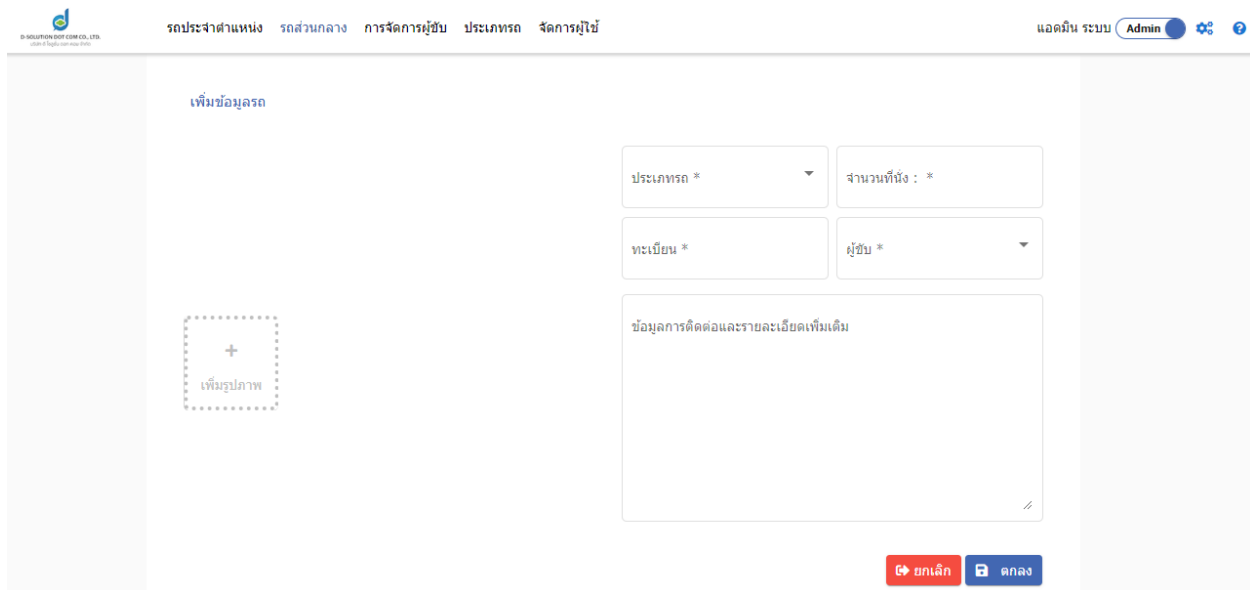 D-SOLUTION DOT COM CO., LTD.
รถประจำตำแหน่ง รถส่วนกลาง การจัดการผู้ขับ ประเภทรถ จัดการผู้ใช้ แอดมิน ระบบ Admin
เพิ่มข้อมูลรถ
ประเภทรถ * จำนวนที่นั่ง : *
ทะเบียน * ผู้ขับ *
ข้อมูลการติดต่อและรายละเอียดเพิ่มเติม
+
เพิ่มรูปภาพ
ยกเลิก ตกลง